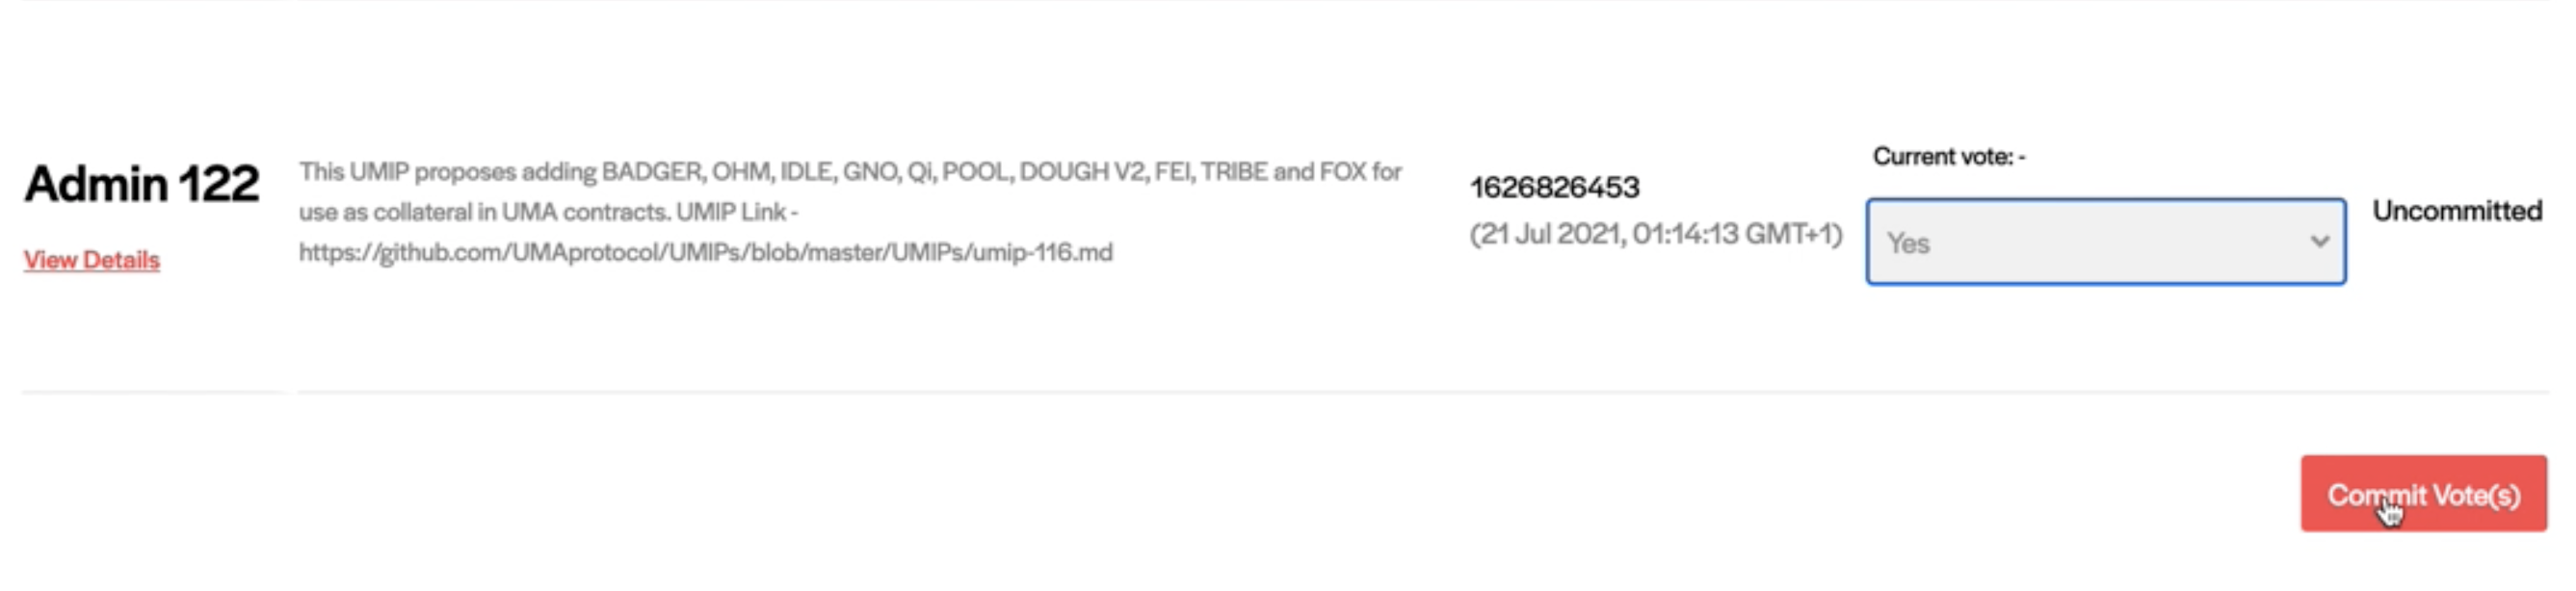 Admin 122
View Details
This UMIP proposes adding BADGER, OHM, IDLE, GNO, Qi, POOL, DOUGH V2, FEI, TRIBE and FOX for
use as collateral in UMA contracts. UMIP Link -
https://github.com/UMAprotocol/UMIPs/blob/master/UMIPs/umip-116.md
1626826453
(21 Jul 2021, 01:14:13 GMT+1)
Current vote: -
Yes
Uncommitted
Commit Vote(s)